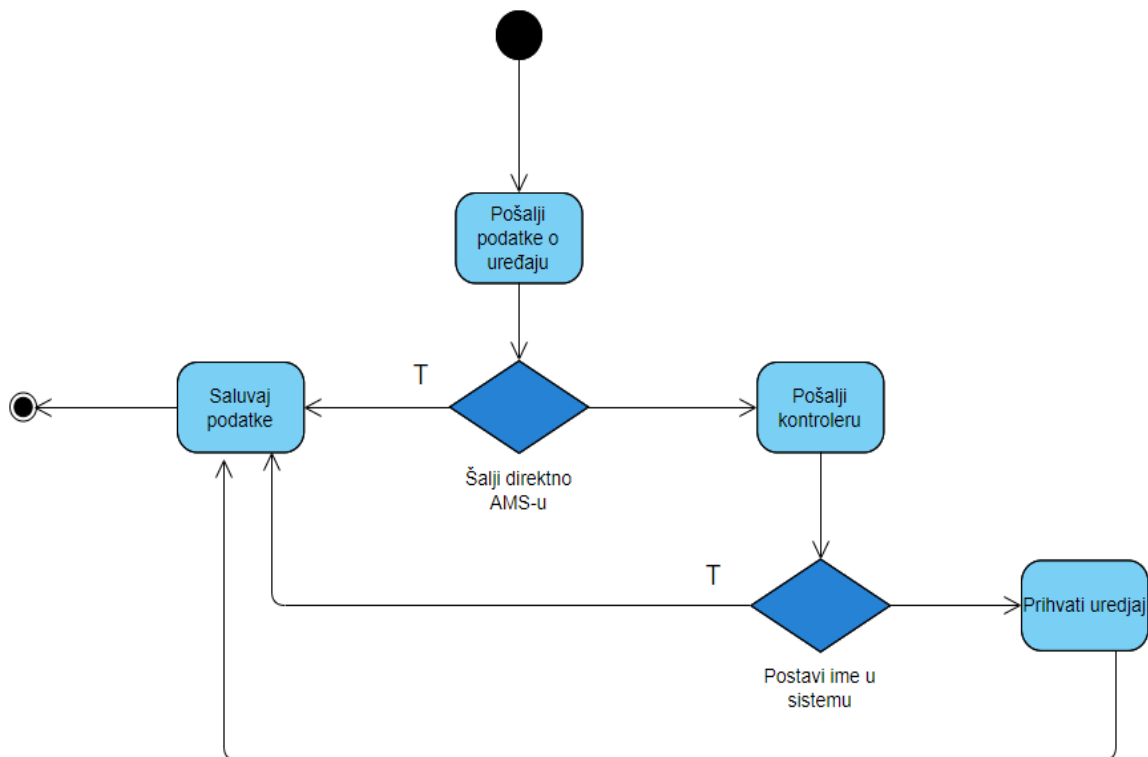 Pošalji
podatke o
uređaju
T
Saluvaj
podatke
Pošalji
kontroleru
Šalji direktno
AMS-u
T
Prihvati uredjaj
Postavi ime u
sistemu